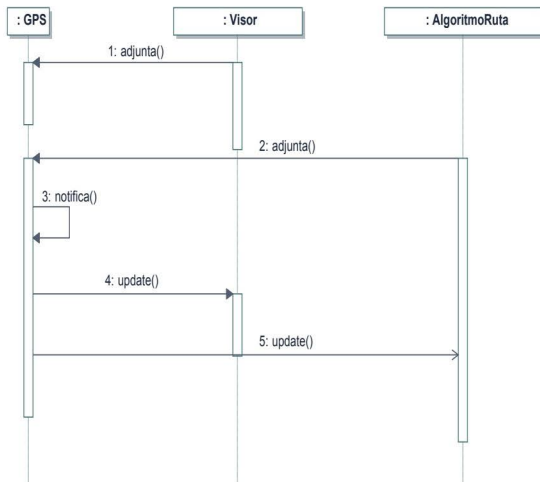 : GPS
: Visor
: AlgoritmoRuta
1: adjunta()
2: adjunta()
3: notifica()
4: update()
5: update()